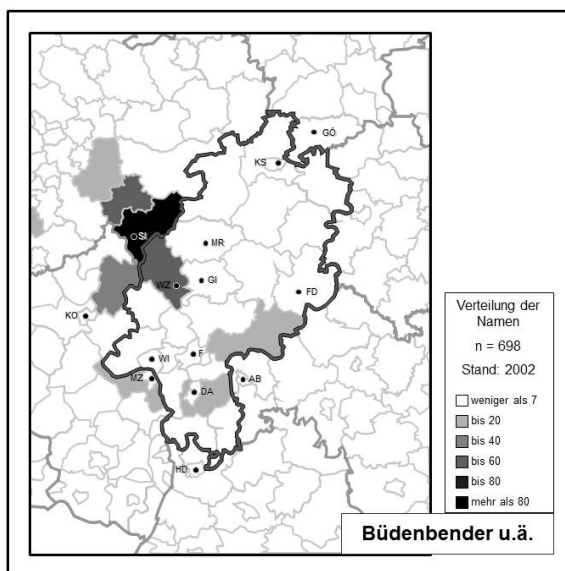 GÖ
KS
SI
MR
WZ
GI
FD
KO
WI
F
MZ
DA
AB
HD
Verteilung der
Namen
n = 698
Stand: 2002
weniger als 7
bis 20
bis 40
bis 60
bis 80
mehr als 80
Büdenbender u.ä.